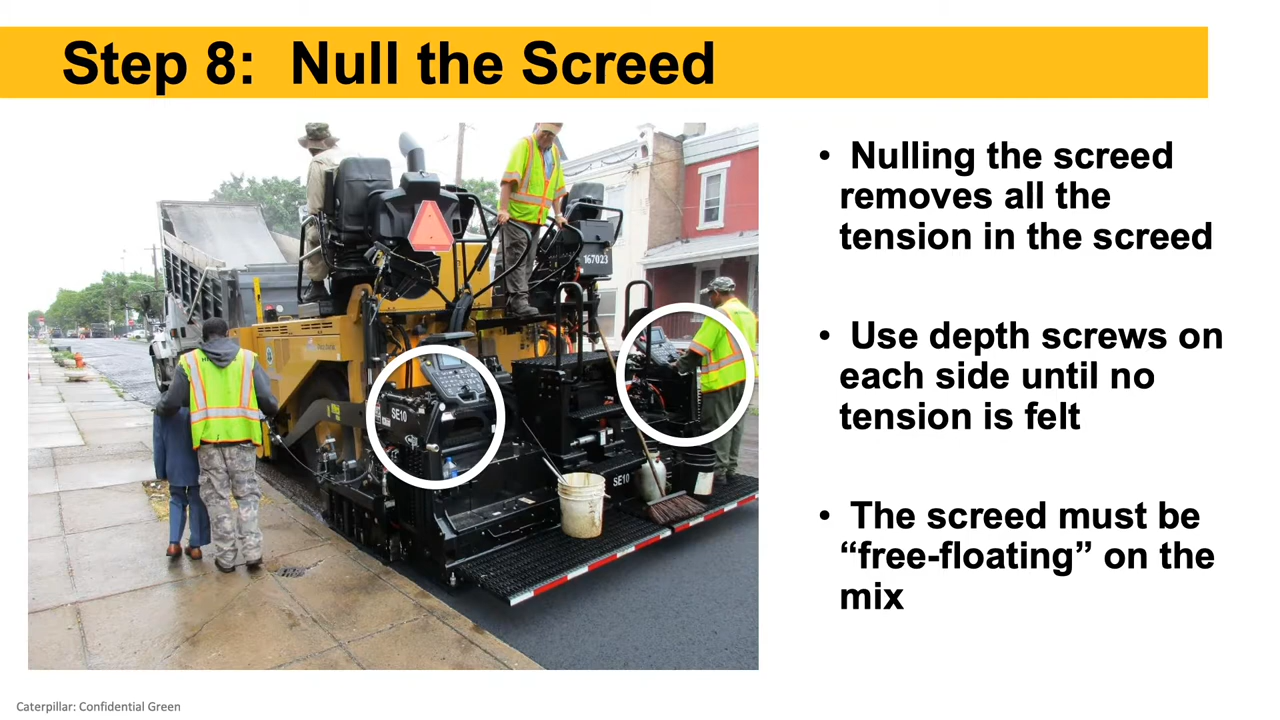 Step 8: Null the Screed
• Nulling the screed
removes all the
tension in the screed
• Use depth screws on
each side until no
tension is felt
• The screed must be
“free-floating” on the
mix
167023
SE10
SE10
Caterpillar: Confidential Green